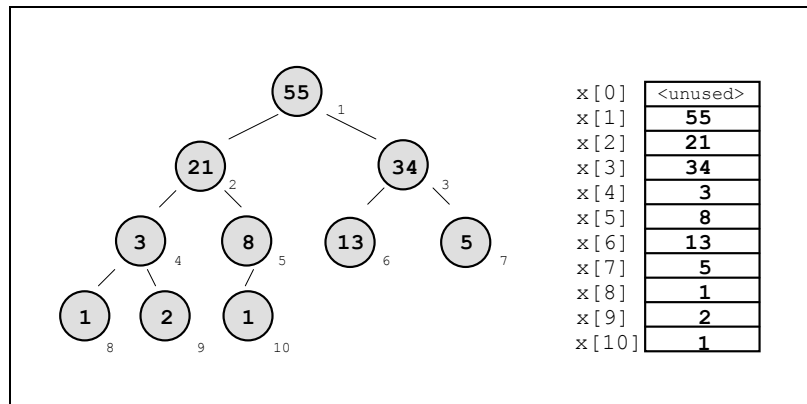 55
1
21
2
34
3
3
4
8
5
13
6
5
7
1
8
2
9
1
10
x[0] <unused>
x[1] 55
x[2] 21
x[3] 34
x[4] 3
x[5] 8
x[6] 13
x[7] 5
x[8] 1
x[9] 2
x[10] 1